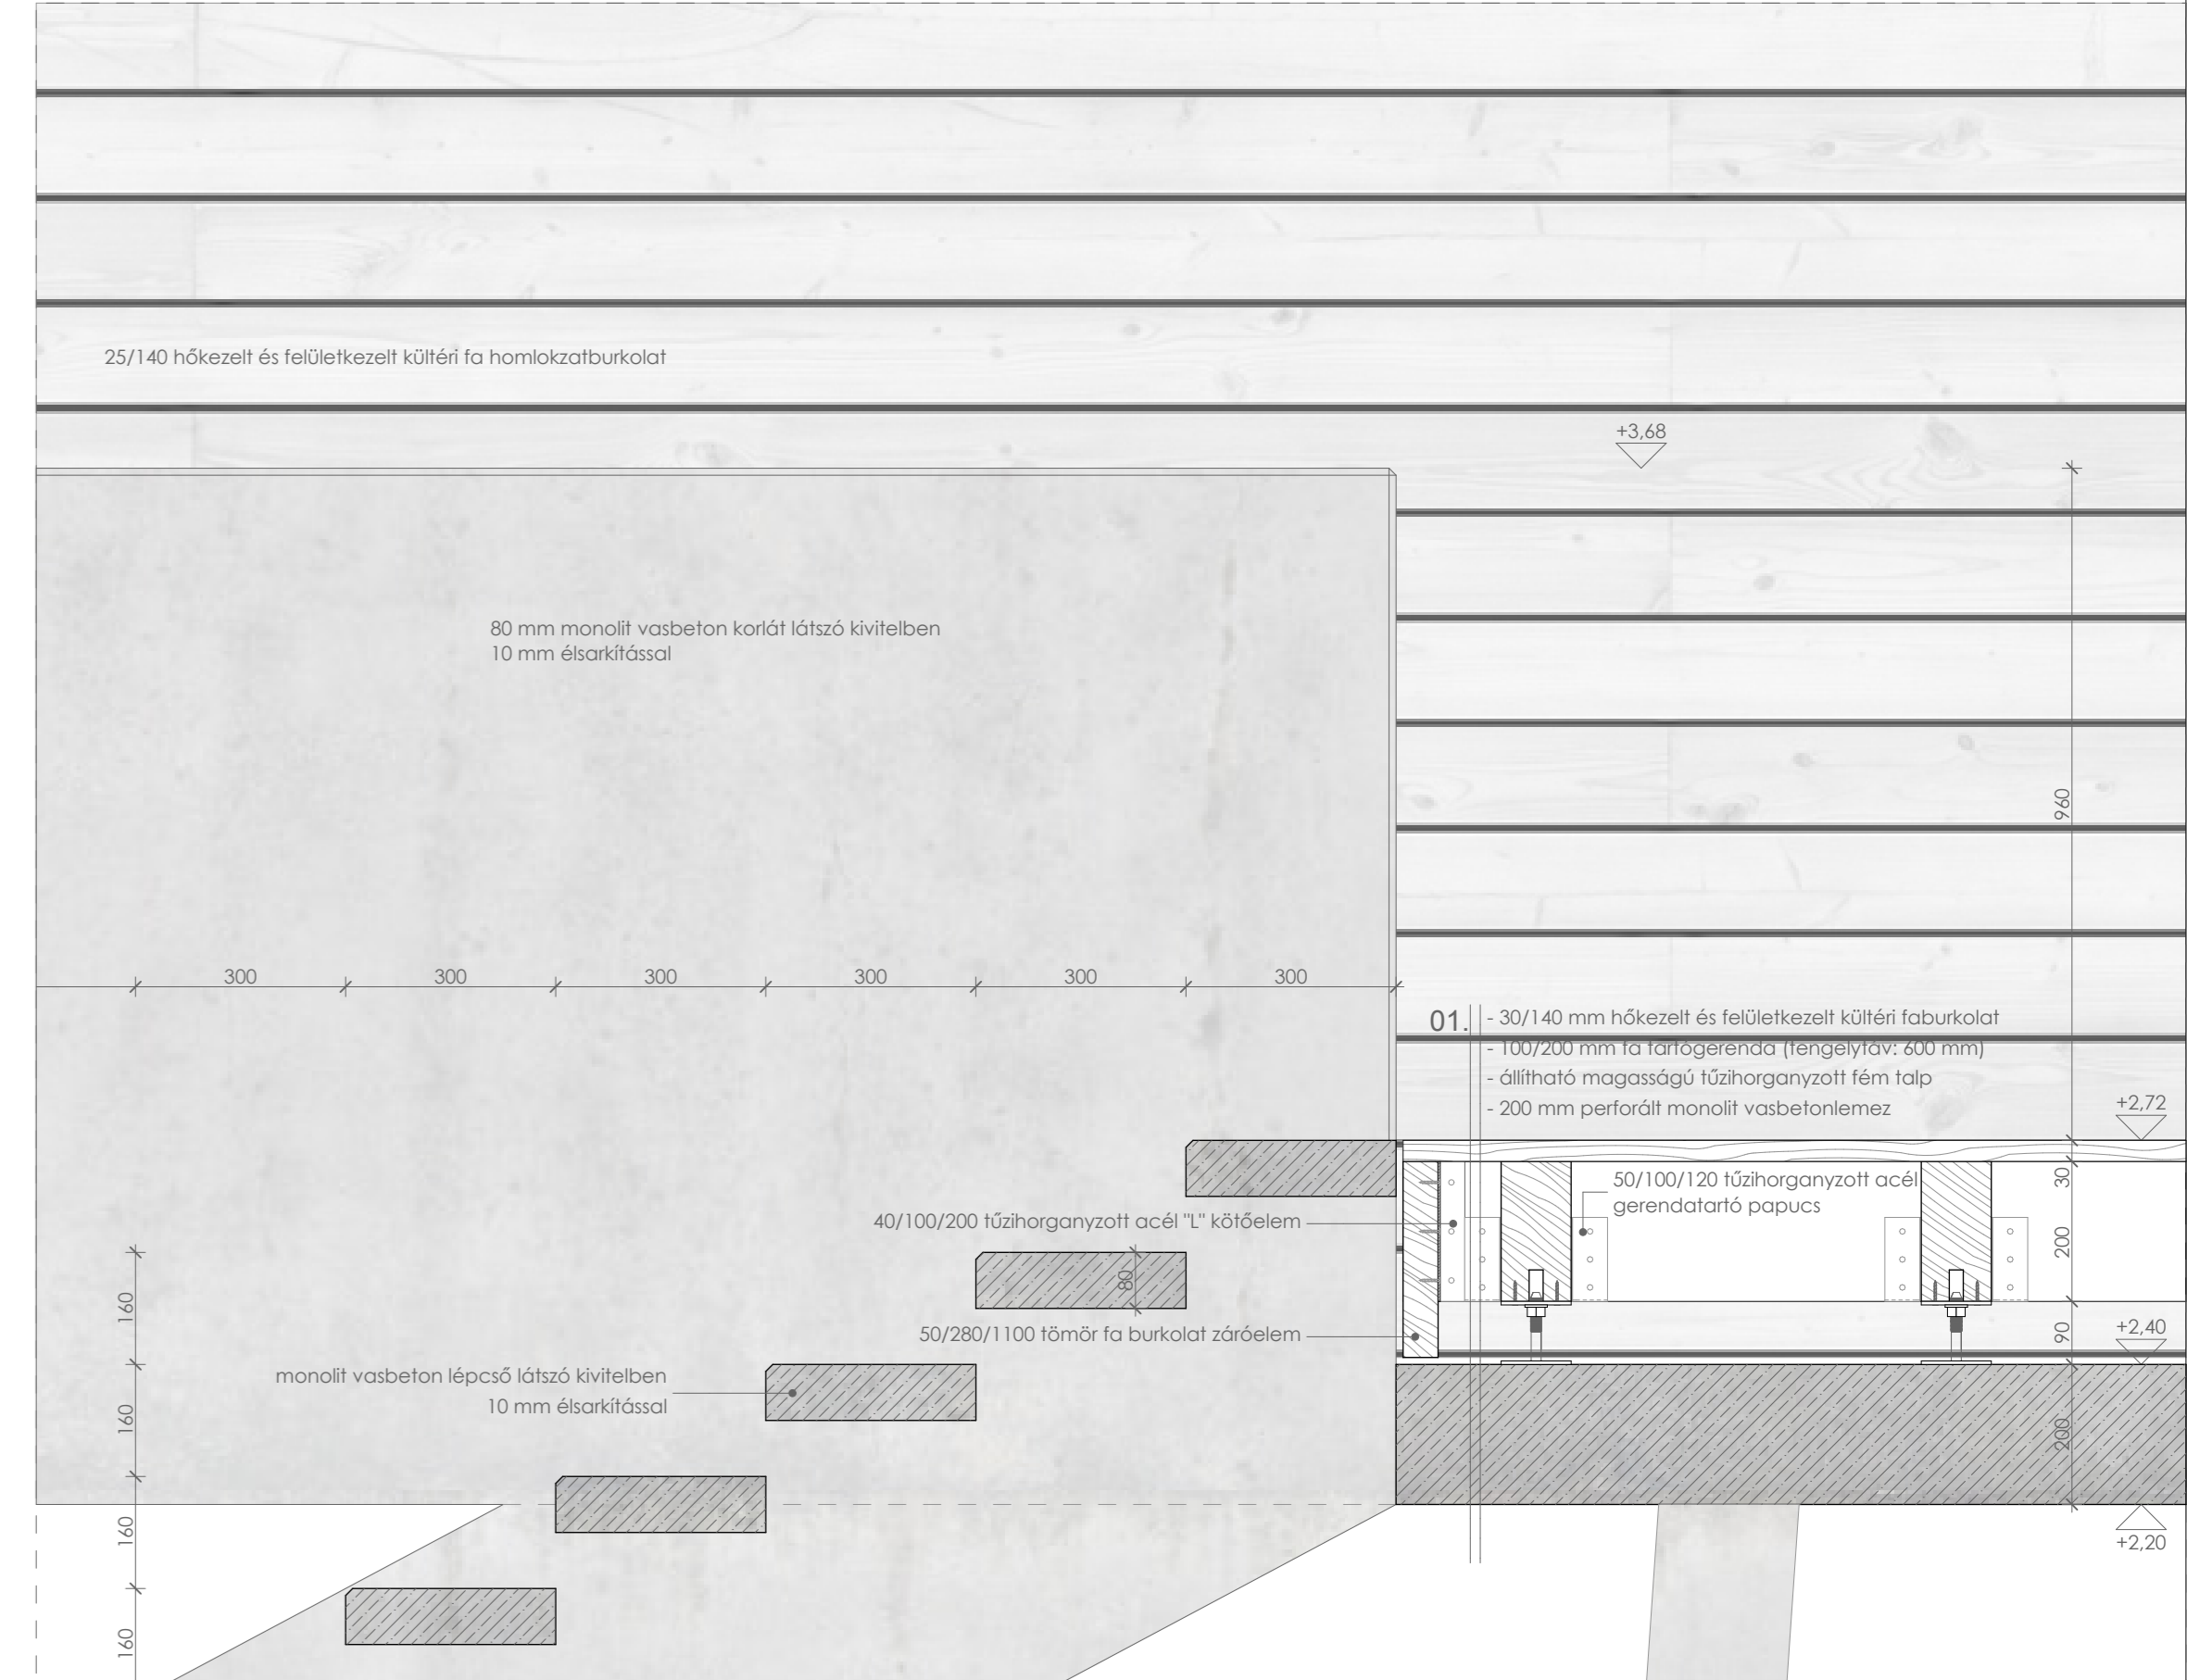 25/140 hőkezelt és felületkezelt kültéri fa homlokzatburkolat
+3,68
80 mm monolit vasbeton korlát látszó kivitelben
10 mm élsarkítással
960
300
300
300
300
300
300
01.
- 30/140 mm hőkezelt és felületkezelt kültéri faburkolat
- 100/200 mm fa tartógerenda (tengelytáv: 600 mm)
- állítható magasságú tűzihorganyzott fém talp
- 200 mm perforált monolit vasbetonlemez
+2,72
50/100/120 tűzihorganyzott acél
gerendatartó papucs
30
40/100/200 tűzihorganyzott acél "L" kötőelem
200
80
160
50/280/1100 tömör fa burkolat záróelem
90
+2,40
monolit vasbeton lépcső látszó kivitelben
10 mm élsarkítással
160
200
160
+2,20
160